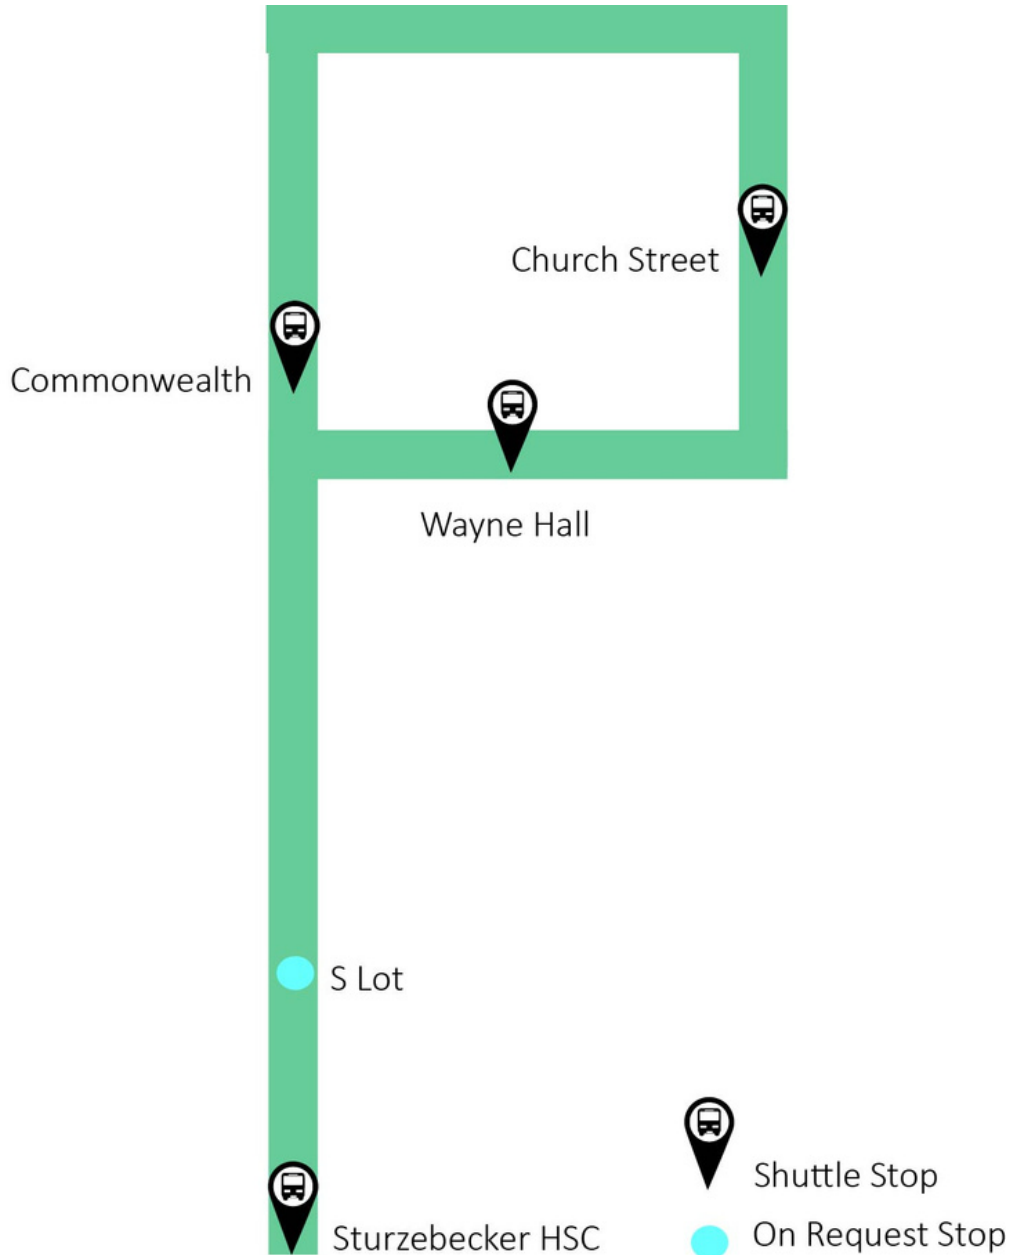 Church Street
Commonwealth
Wayne Hall
S Lot
Shuttle Stop
Sturzebecker HSC
On Request Stop